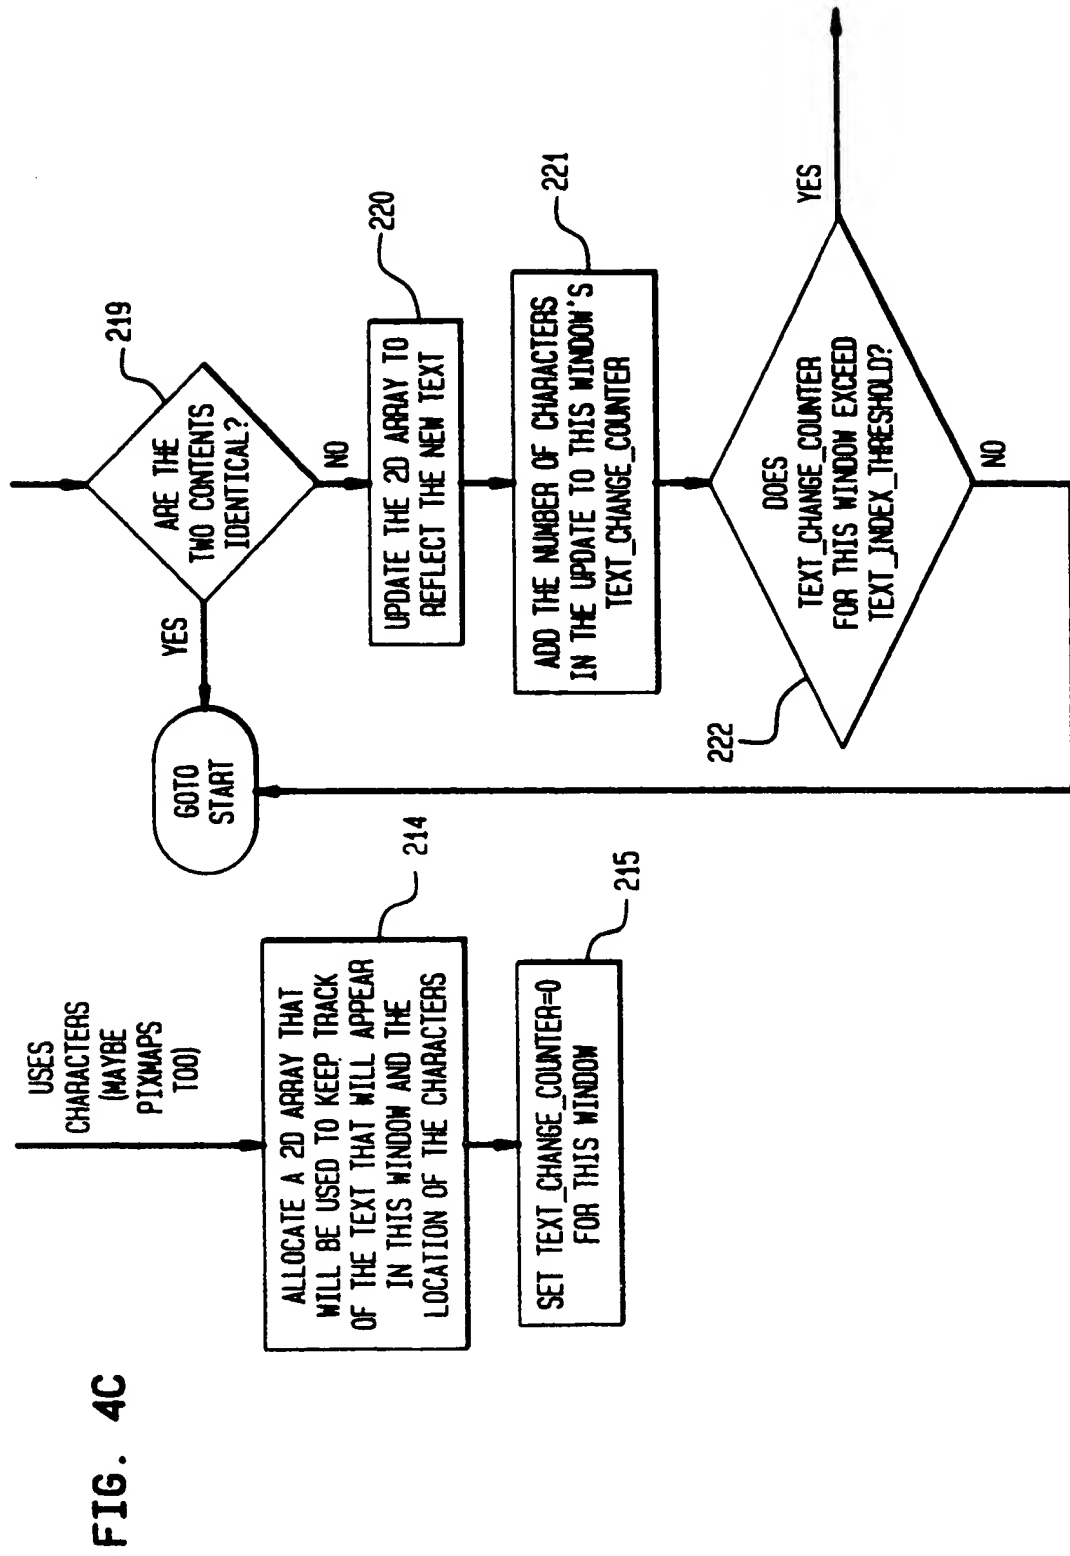 FIG. 4C
USES
CHARACTERS
(MAYBE
PIXMAPS
TOO)
ALLOCATE A 2D ARRAY THAT
WILL BE USED TO KEEP TRACK
OF THE TEXT THAT WILL APPEAR
IN THIS WINDOW AND THE
LOCATION OF THE CHARACTERS
214
SET TEXT_CHANGE_COUNTER=0
FOR THIS WINDOW
215
GOTO
START
YES
ARE THE
TWO CONTENTS
IDENTICAL?
219
NO
UPDATE THE 2D ARRAY TO
REFLECT THE NEW TEXT
220
ADD THE NUMBER OF CHARACTERS
IN THE UPDATE TO THIS WINDOW'S
TEXT_CHANGE_COUNTER
221
DOES
TEXT_CHANGE_COUNTER
FOR THIS WINDOW EXCEED
TEXT_INDEX_THRESHOLD?
222
YES
NO